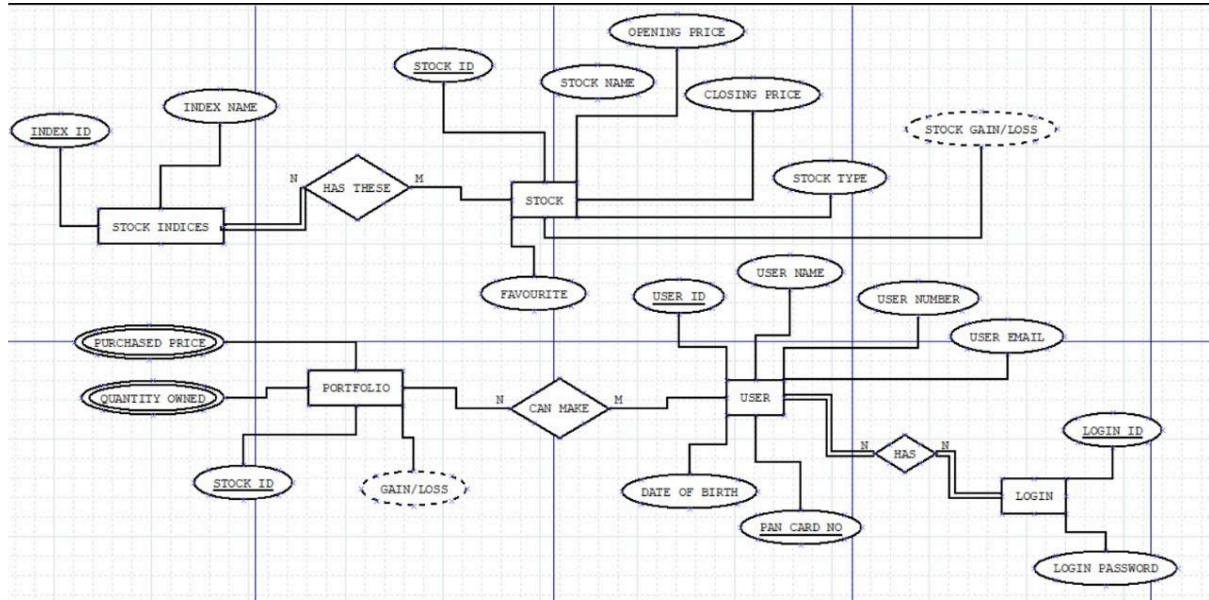 OPENING PRICE
STOCK ID
STOCK NAME
CLOSING PRICE
INDEX NAME
INDEX ID
STOCK GAIN/LOSS
N
HAS THESE
M
STOCK TYPE
STOCK
STOCK INDICES
FAVOURITE
USER ID
USER NAME
USER NUMBER
USER EMAIL
PURCHASED PRICE
QUANTITY OWNED
PORTFOLIO
N
CAN MAKE
M
USER
LOGIN ID
N
HAS
N
STOCK ID
GAIN/LOSS
DATE OF BIRTH
PAN CARD NO
LOGIN
LOGIN PASSWORD